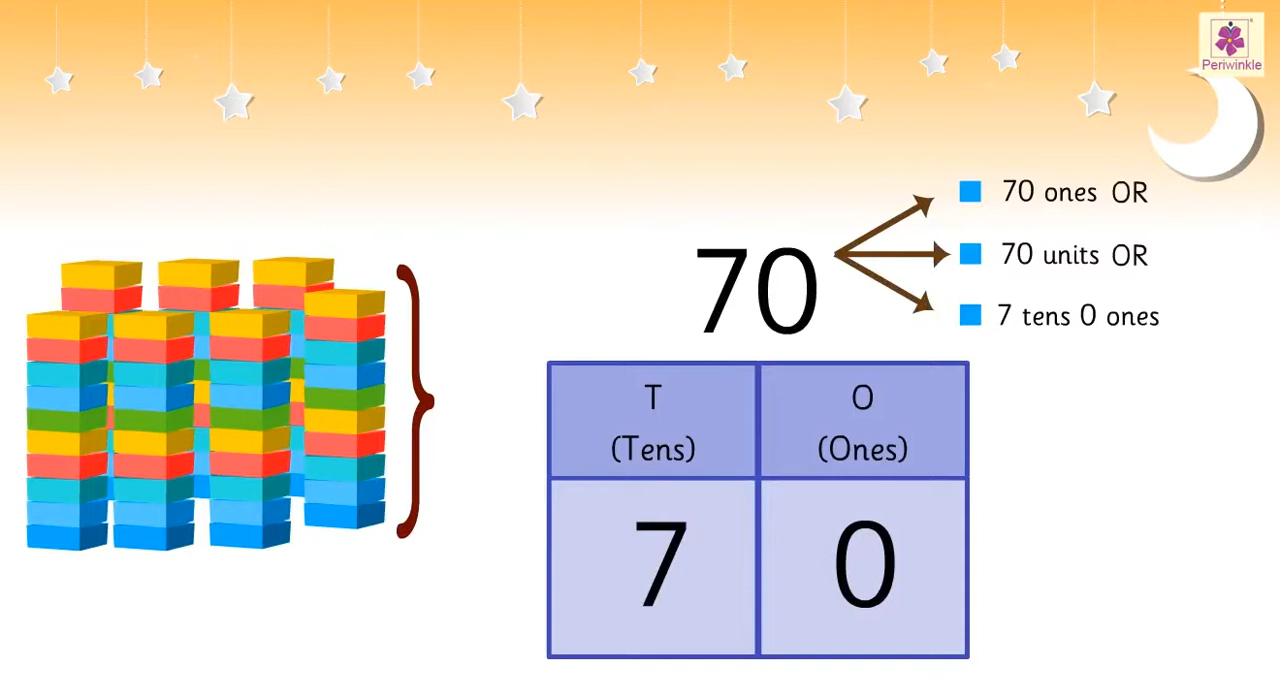 Periwinkle
70 ones OR
70 units OR
7 tens 0 ones
70
T
(Tens)
O
(Ones)
7
0